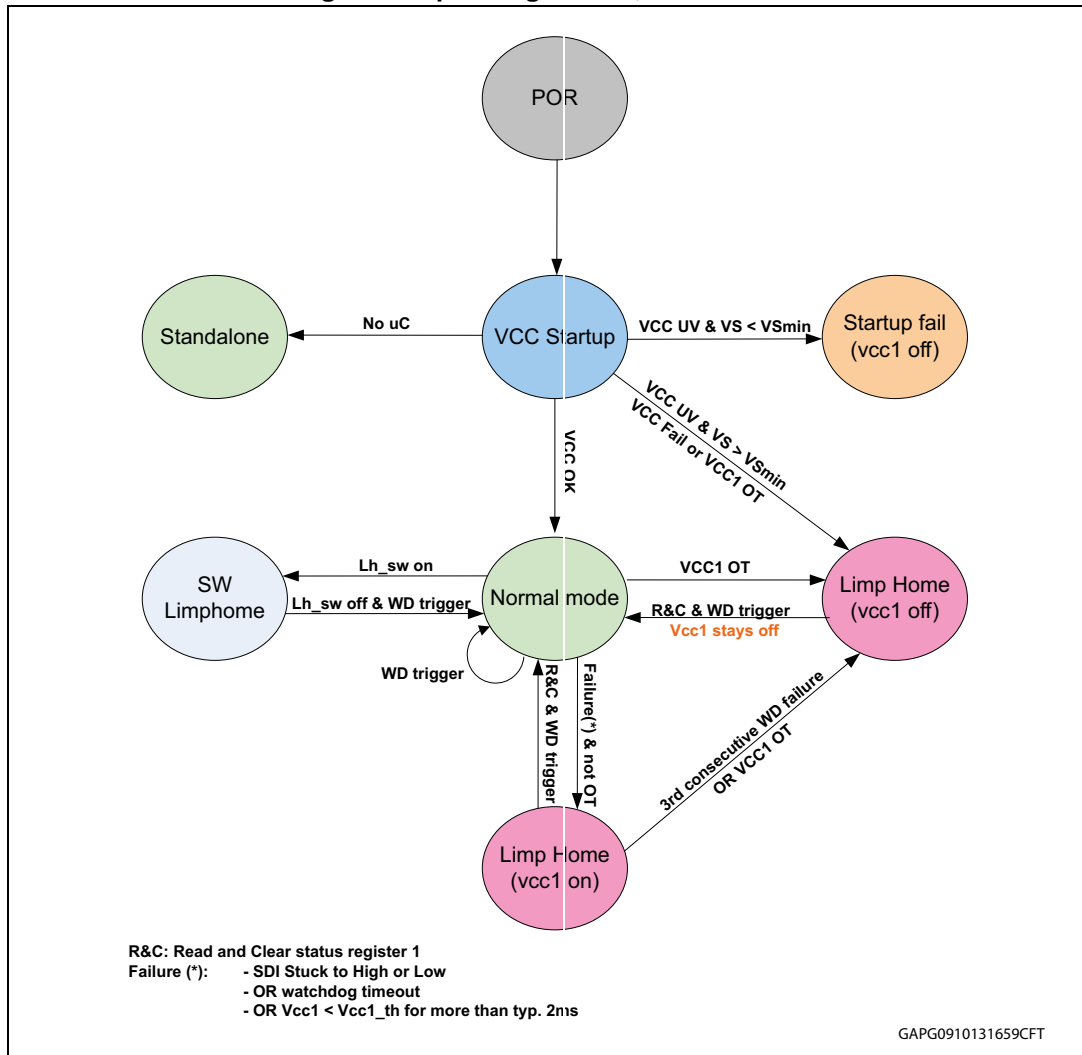 POR
Standalone
No uC
VCC Startup
VCC UV & VS < VSmin
Startup fail
(vcc1 off)
VCC UV & VS > VSmin
VCC Fail or VCC1 OT
VCC OK
SW
Limphome
Lh_sw on
Lh_sw off & WD trigger
Normal mode
VCC1 OT
R&C & WD trigger
Vcc1 stays off
Limp Home
(vcc1 off)
WD trigger
R&C & WD trigger
Failure(*) & not OT
3rd consecutive WD failure
OR VCC1 OT
Limp Home
(vcc1 on)
R&C: Read and Clear status register 1
Failure (*): - SDI Stuck to High or Low
- OR watchdog timeout
- OR Vcc1 < Vcc1_th for more than typ. 2ms
GAPG0910131659CFT